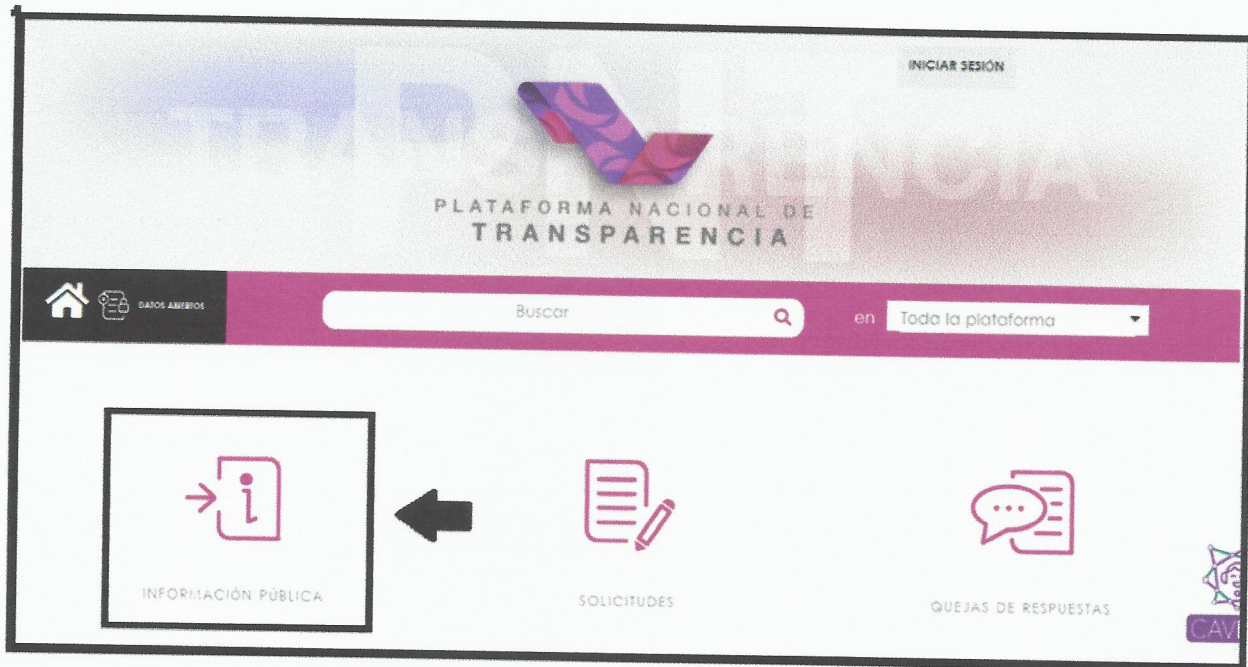 INICIAR SESIÓN
PLATAFORMA NACIONAL DE
TRANSPARENCIA
DATOS ABIERTOS
Buscar
en
Toda la plataforma
INFORMACIÓN PÚBLICA
SOLICITUDES
QUEJAS DE RESPUESTAS